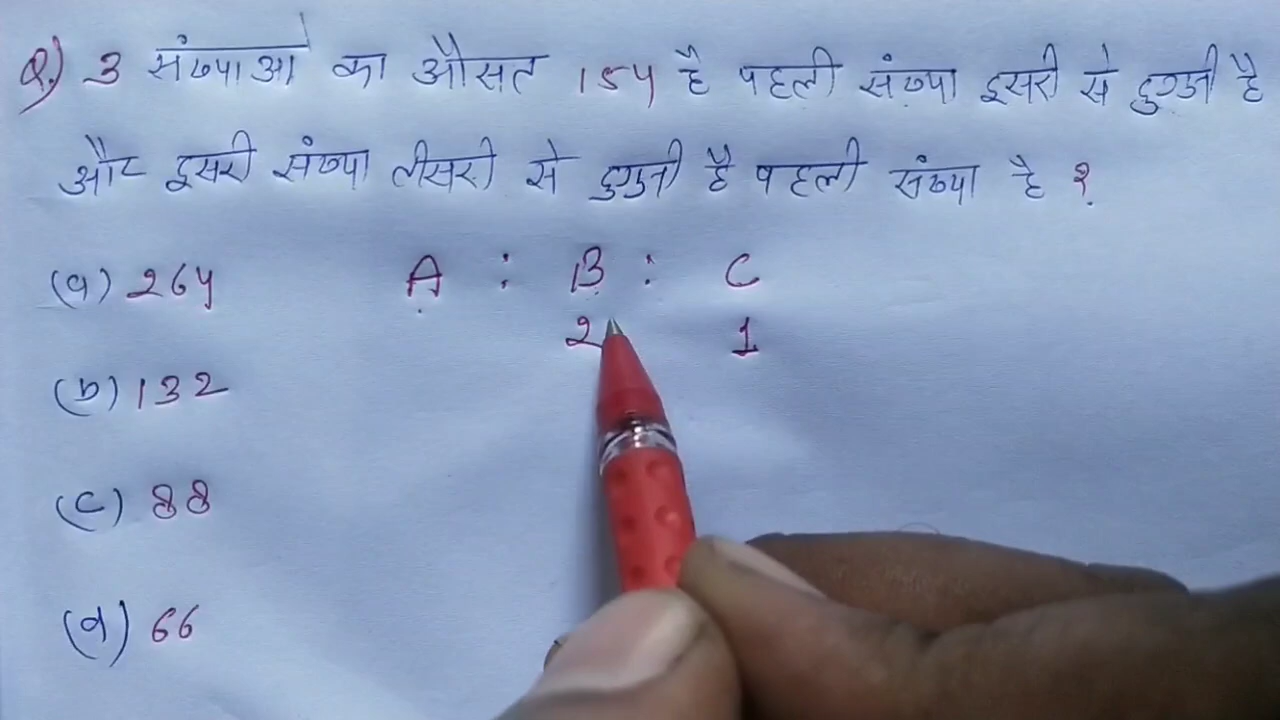 Q.) 3 संख्याओ का औसत 154 है पहली संख्या दूसरी से दुगुनी है
और दूसरी संख्या तीसरी से दुगुनी है पहली संख्या है ?
(a) 264 A : B : C
2 1
(b) 132
(c) 88
(d) 66